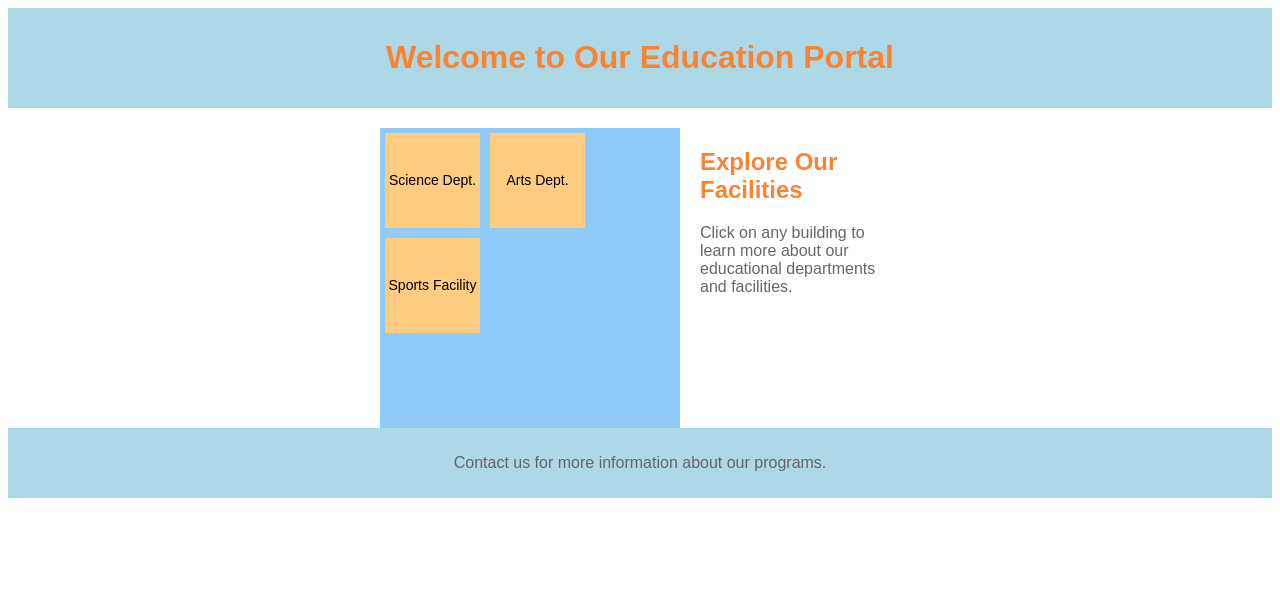 Welcome to Our Education Portal
Science Dept.
Arts Dept.
Sports Facility
Explore Our
Facilities
Click on any building to
learn more about our
educational departments
and facilities.
Contact us for more information about our programs.